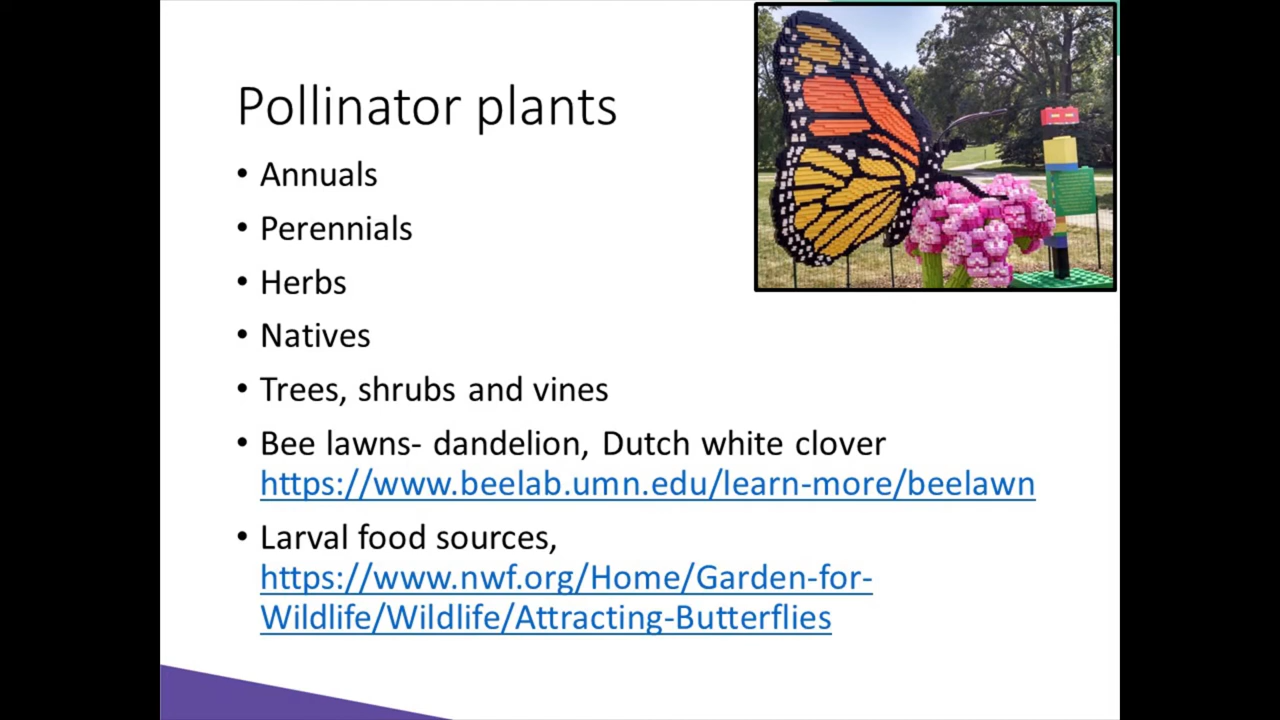 Pollinator plants
• Annuals
• Perennials
• Herbs
• Natives
• Trees, shrubs and vines
• Bee lawns- dandelion, Dutch white clover
https://www.beelab.umn.edu/learn-more/beelawn
• Larval food sources,
https://www.nwf.org/Home/Garden-for-
Wildlife/Wildlife/Attracting-Butterflies